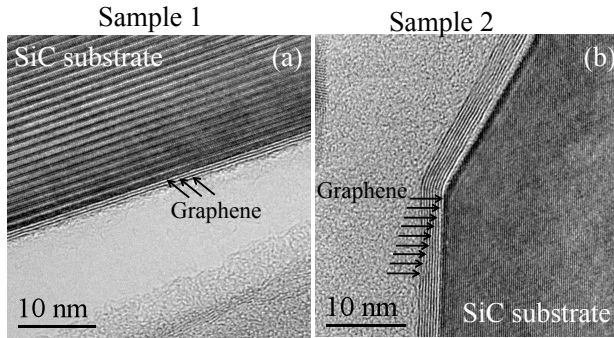 Sample 1
SiC substrate
(a)
Graphene
10 nm
Sample 2
(b)
Graphene
10 nm
SiC substrate